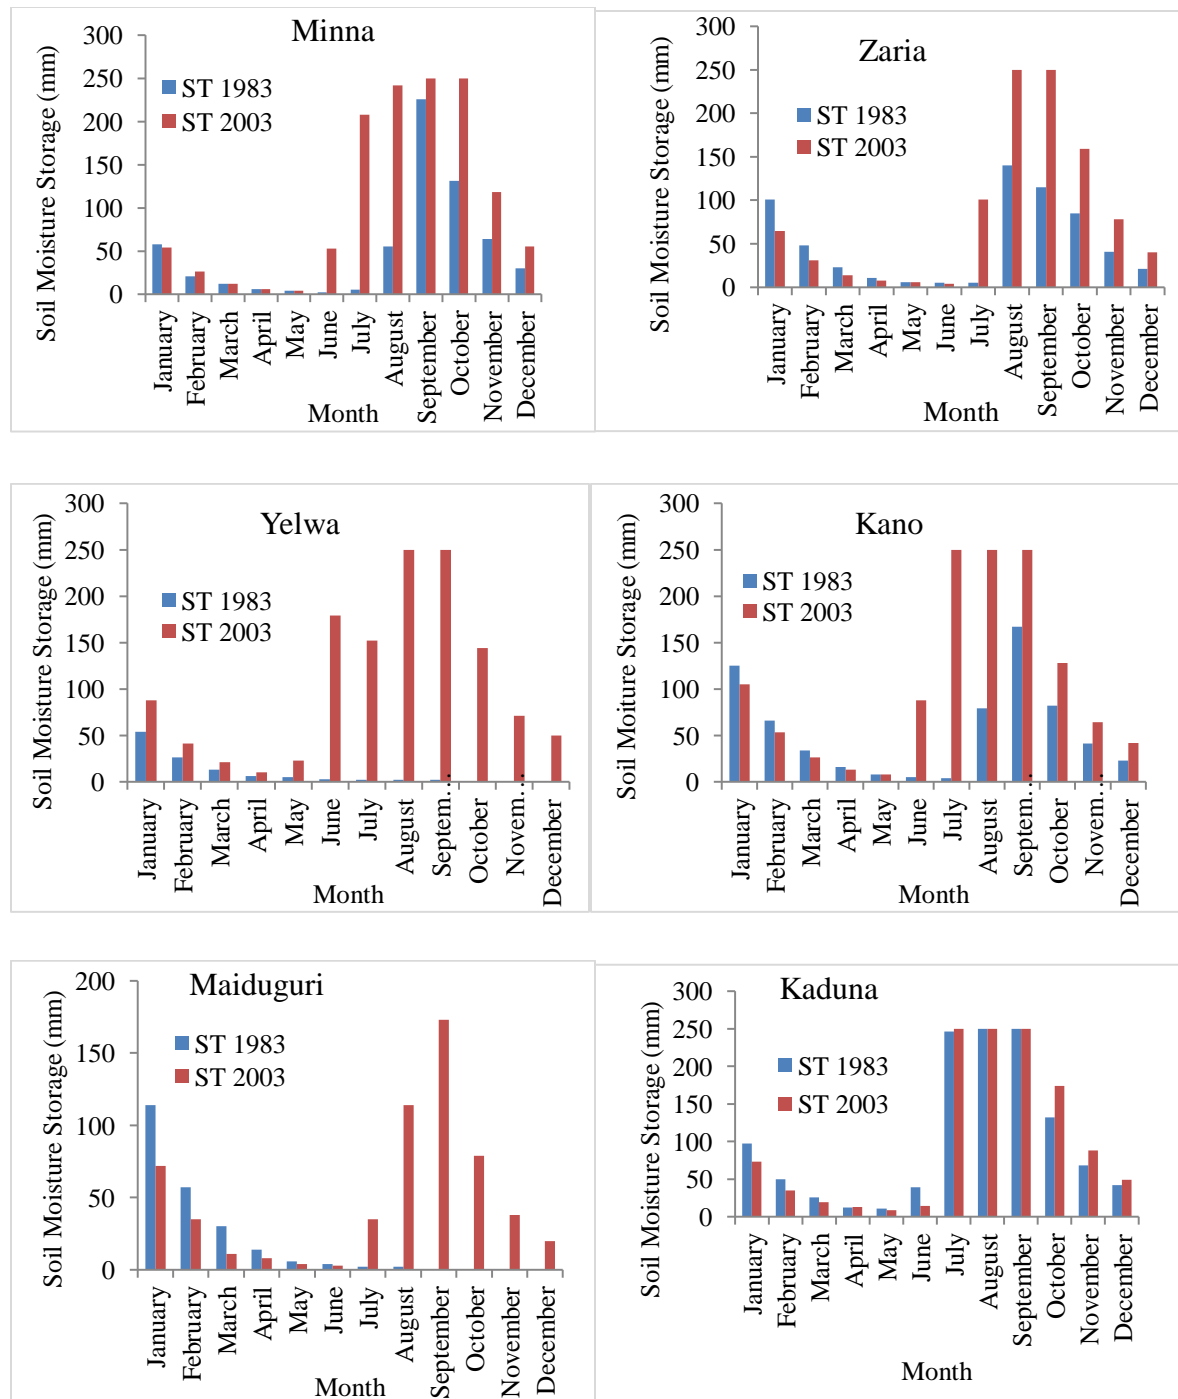 Minna
Soil Moisture Storage (mm)
300
250
200
150
100
50
0
ST 1983
ST 2003
January
February
March
April
May
June
July
August
September
October
November
December
Month
Zaria
Soil Moisture Storage (mm)
300
250
200
150
100
50
0
ST 1983
ST 2003
January
February
March
April
May
June
July
August
September
October
November
December
Month
Yelwa
Soil Moisture Storage (mm)
300
250
200
150
100
50
0
ST 1983
ST 2003
January
February
March
April
May
June
July
August
Septem…
October
Novem…
December
Month
Kano
Soil Moiture Storage (mm)
300
250
200
150
100
50
0
ST 1983
ST 2003
January
February
March
April
May
June
July
August
Septem…
October
Novem…
December
Month
Maiduguri
Soil Moisture Storage (mm)
200
150
100
50
0
ST 1983
ST 2003
January
February
March
April
May
June
July
August
September
October
November
December
Month
Kaduna
Soil Moisture Storage (mm)
300
250
200
150
100
50
0
ST 1983
ST 2003
January
February
March
April
May
June
July
August
September
October
November
December
Month